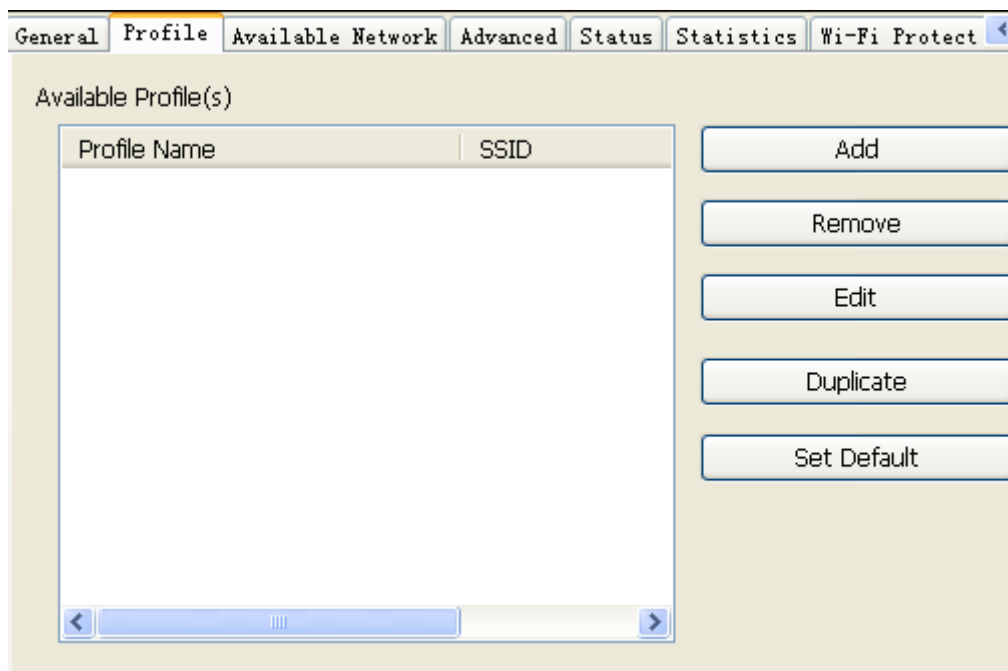 General Profile Available Network Advanced Status Statistics Wi-Fi Protect
Available Profile(s)
Profile Name SSID
Add
Remove
Edit
Duplicate
Set Default